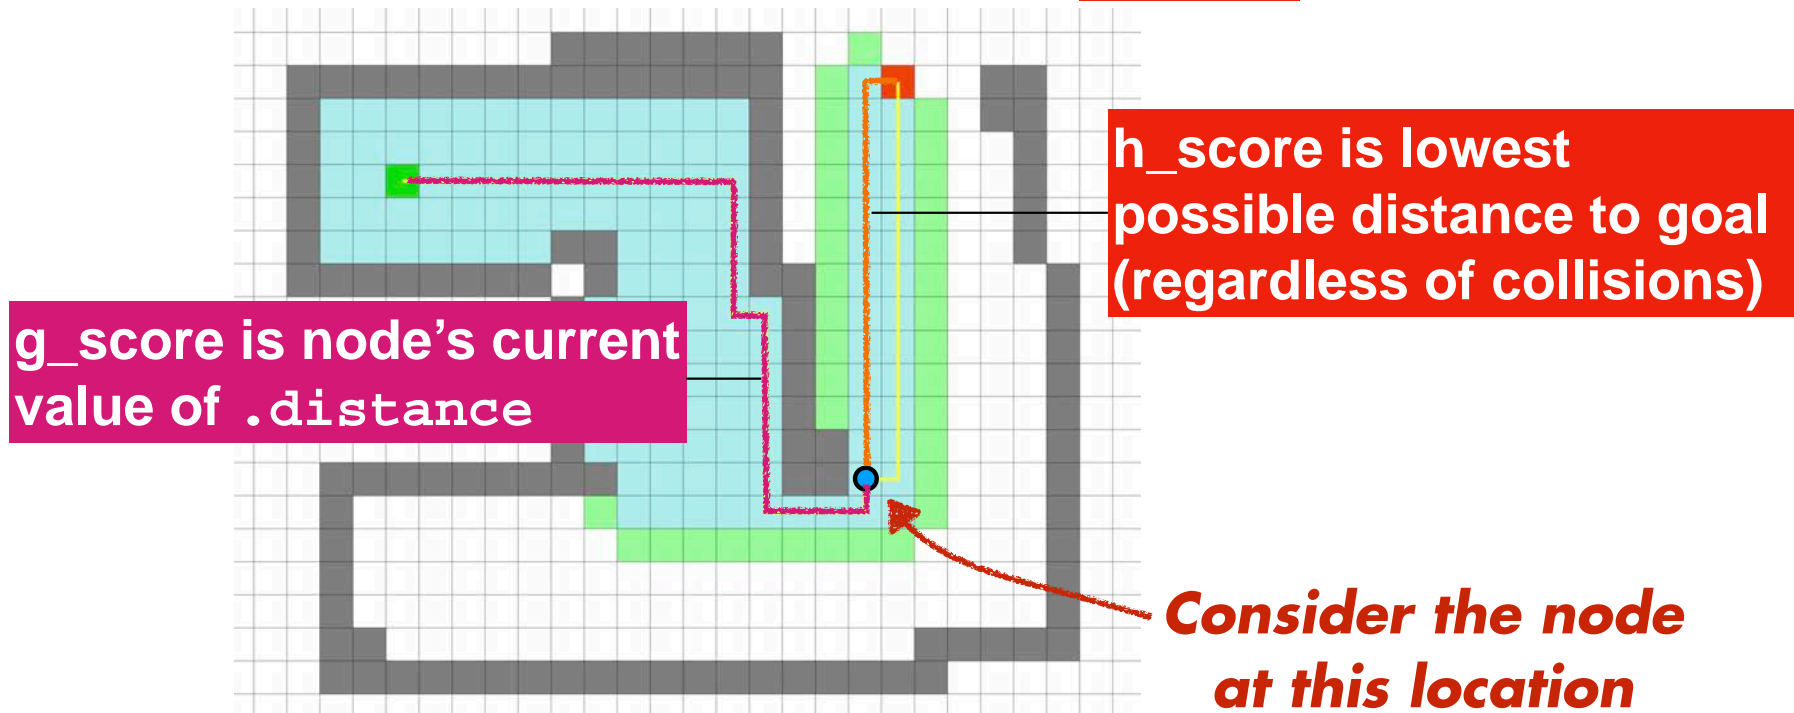 h_score is lowest
possible distance to goal
(regardless of collisions)
g_score is node’s current
value of .distance
Consider the node
at this location